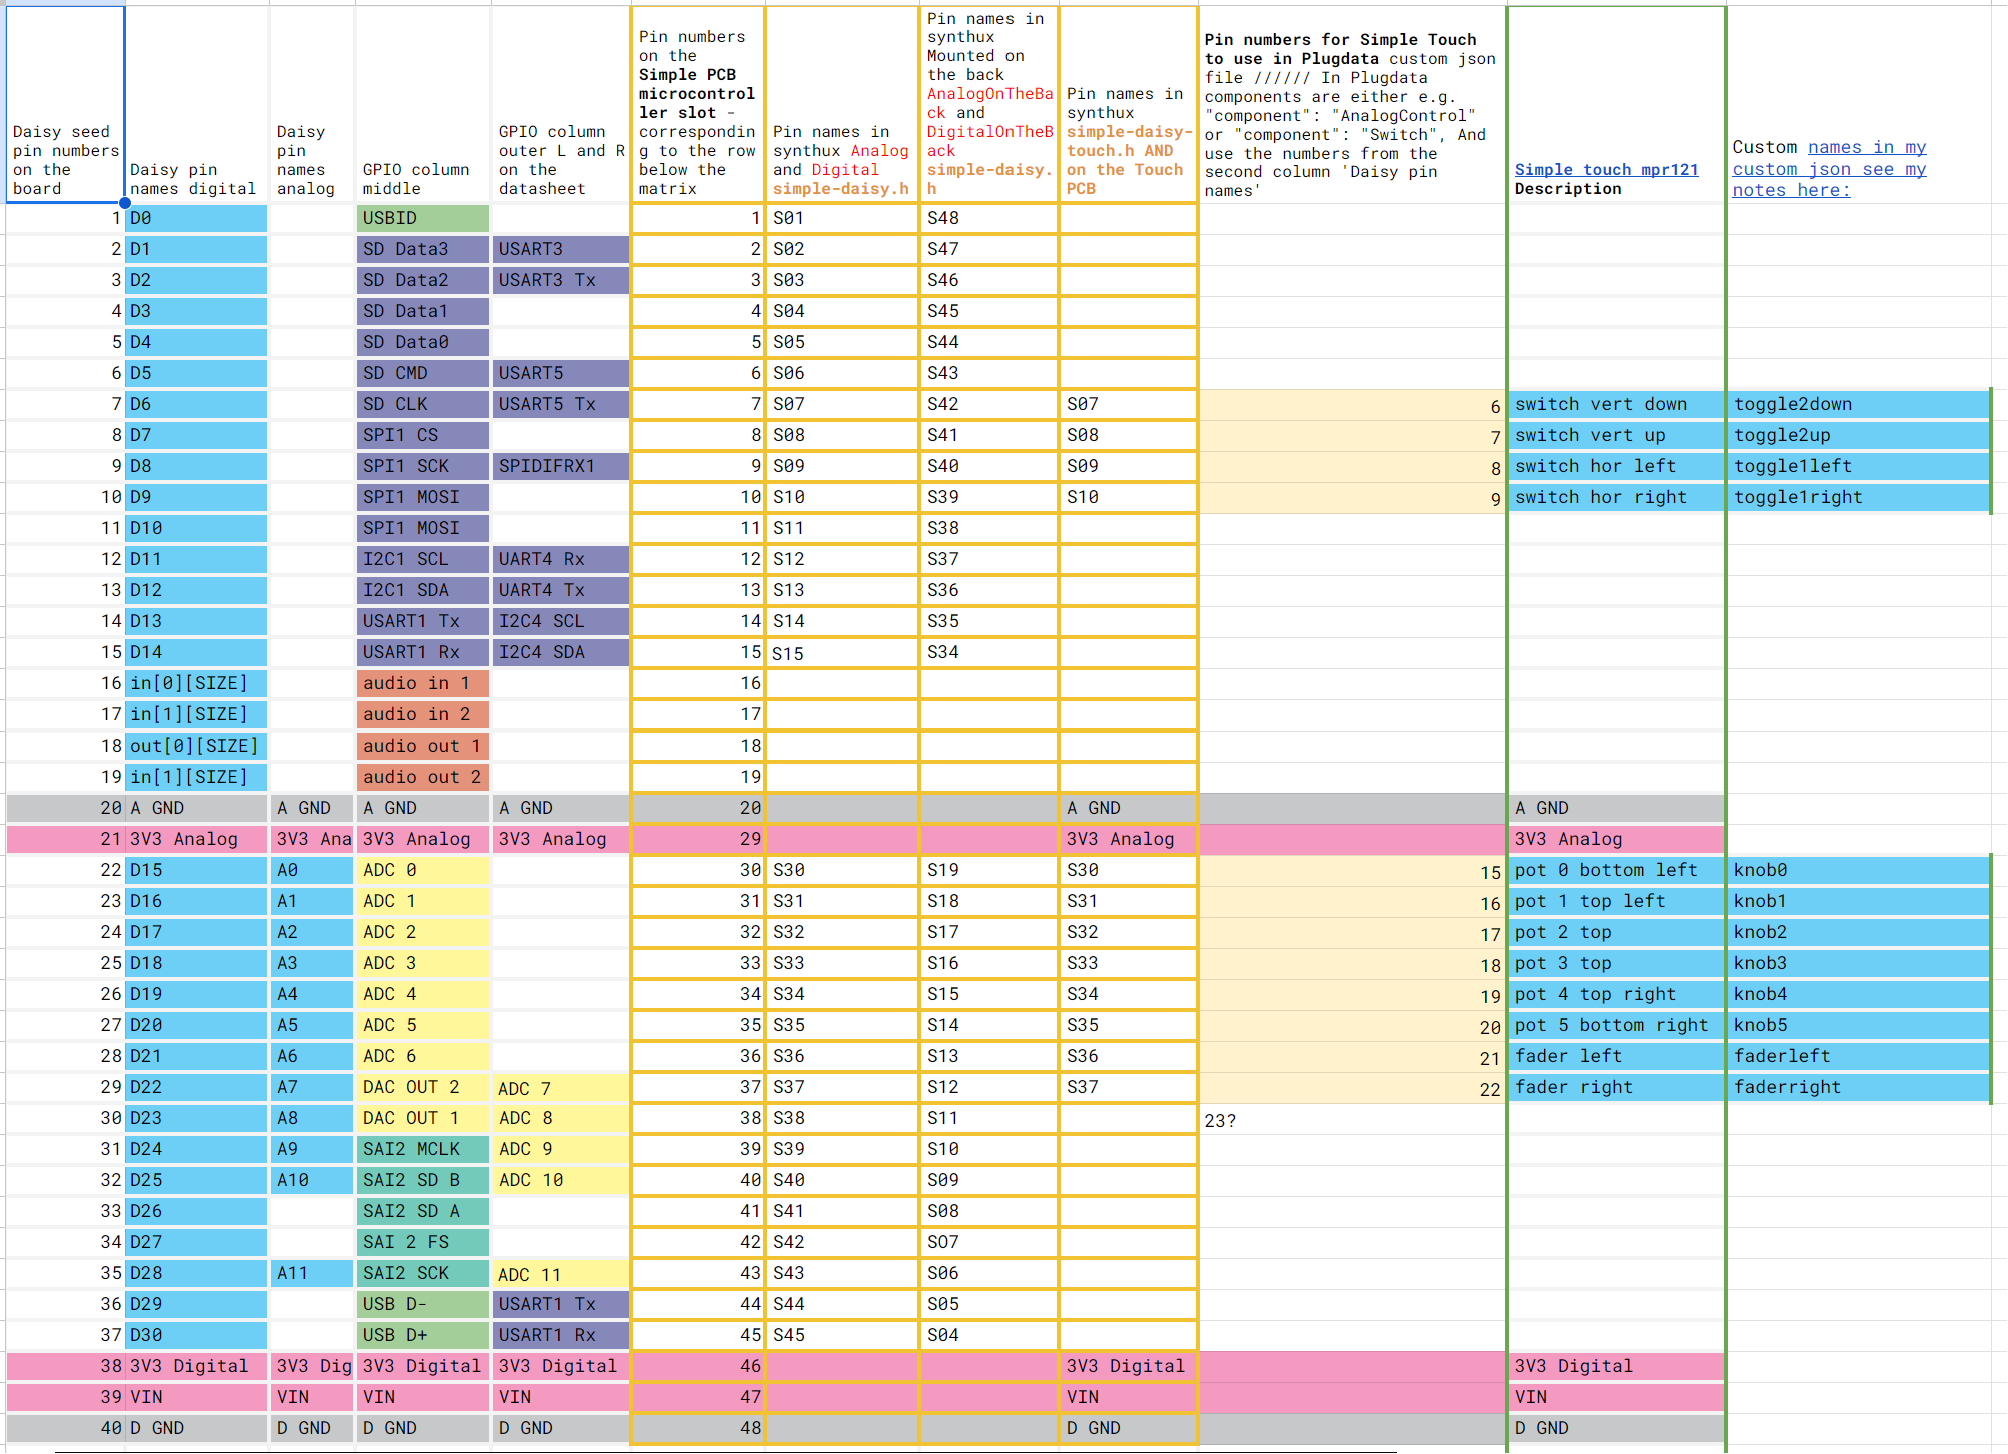 Daisy seed pin numbers on the board | Daisy pin names digital | Daisy pin names analog | GPIO column middle | GPIO column outer L and R on the datasheet | Pin numbers on the Simple PCB microcontroller slot - corresponding to the row below the matrix | Pin names in synthux Analog and Digital simple-daisy.h | Pin names in synthux Mounted on the back AnalogOnTheBack and DigitalOnTheBack simple-daisy.h | Pin names in synthux simple-daisy-touch.h AND on the Touch PCB | Pin numbers for Simple Touch to use in Plugdata custom json file ////// In Plugdata components are either e.g. "component": "AnalogControl" or "component": "Switch", And use the numbers from the second column 'Daisy pin names' | Simple touch mpr121 Description | Custom names in my custom json see my notes here:
1 D0 USBID 1 S01 S48
2 D1 SD Data3 USART3 2 S02 S47
3 D2 SD Data2 USART3 Tx 3 S03 S46
4 D3 SD Data1 4 S04 S45
5 D4 SD Data0 5 S05 S44
6 D5 SD CMD USART5 6 S06 S43
7 D6 SD CLK USART5 Tx 7 S07 S42 S07 6 switch vert down toggle2down
8 D7 SPI1 CS 8 S08 S41 S08 7 switch vert up toggle2up
9 D8 SPI1 SCK SPIDIFRX1 9 S09 S40 S09 8 switch hor left toggle1left
10 D9 SPI1 MOSI 10 S10 S39 S10 9 switch hor right toggle1right
11 D10 SPI1 MOSI 11 S11 S38
12 D11 I2C1 SCL UART4 Rx 12 S12 S37
13 D12 I2C1 SDA UART4 Tx 13 S13 S36
14 D13 USART1 Tx I2C4 SCL 14 S14 S35
15 D14 USART1 Rx I2C4 SDA 15 S15 S34
16 in[0][SIZE] audio in 1 16
17 in[1][SIZE] audio in 2 17
18 out[0][SIZE] audio out 1 18
19 in[1][SIZE] audio out 2 19
20 A GND A GND A GND A GND 20 A GND A GND
21 3V3 Analog 3V3 Ana 3V3 Analog 3V3 Analog 29 3V3 Analog 3V3 Analog
22 D15 A0 ADC 0 30 S30 S19 S30 15 pot 0 bottom left knob0
23 D16 A1 ADC 1 31 S31 S18 S31 16 pot 1 top left knob1
24 D17 A2 ADC 2 32 S32 S17 S32 17 pot 2 top knob2
25 D18 A3 ADC 3 33 S33 S16 S33 18 pot 3 top knob3
26 D19 A4 ADC 4 34 S34 S15 S34 19 pot 4 top right knob4
27 D20 A5 ADC 5 35 S35 S14 S35 20 pot 5 bottom right knob5
28 D21 A6 ADC 6 36 S36 S13 S36 21 fader left faderleft
29 D22 A7 DAC OUT 2 ADC 7 37 S37 S12 S37 22 fader right faderright
30 D23 A8 DAC OUT 1 ADC 8 38 S38 S11 23?
31 D24 A9 SAI2 MCLK ADC 9 39 S39 S10
32 D25 A10 SAI2 SD B ADC 10 40 S40 S09
33 D26 SAI2 SD A 41 S41 S08
34 D27 SAI 2 FS 42 S42 SO7
35 D28 A11 SAI2 SCK ADC 11 43 S43 S06
36 D29 USB D- USART1 Tx 44 S44 S05
37 D30 USB D+ USART1 Rx 45 S45 S04
38 3V3 Digital 3V3 Dig 3V3 Digital 3V3 Digital 46 3V3 Digital 3V3 Digital
39 VIN VIN VIN VIN 47 VIN VIN
40 D GND D GND D GND D GND 48 D GND D GND